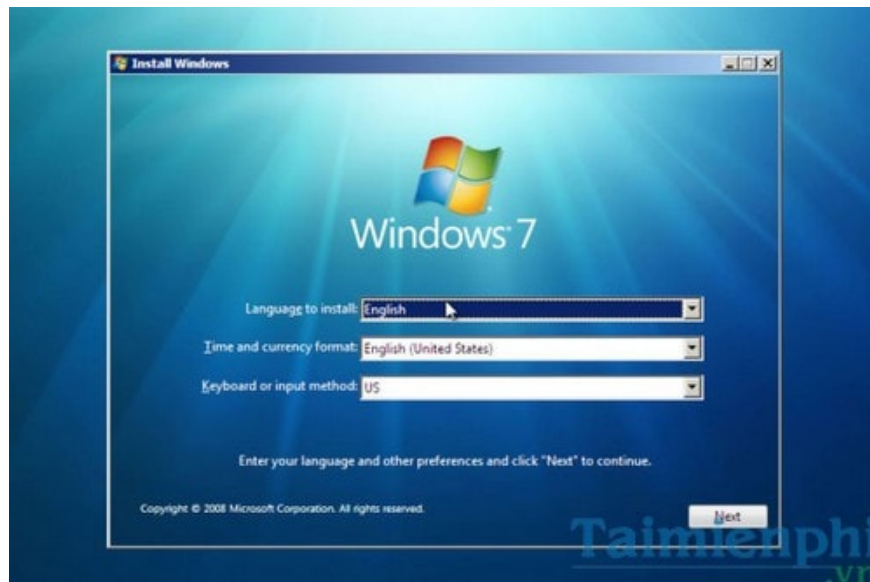 Install Windows
Windows 7
Language to install: English
Time and currency format: English (United States)
Keyboard or input method: US
Enter your language and other preferences and click "Next" to continue.
Copyright © 2008 Microsoft Corporation. All rights reserved.
Next
Taimienphi
.vn